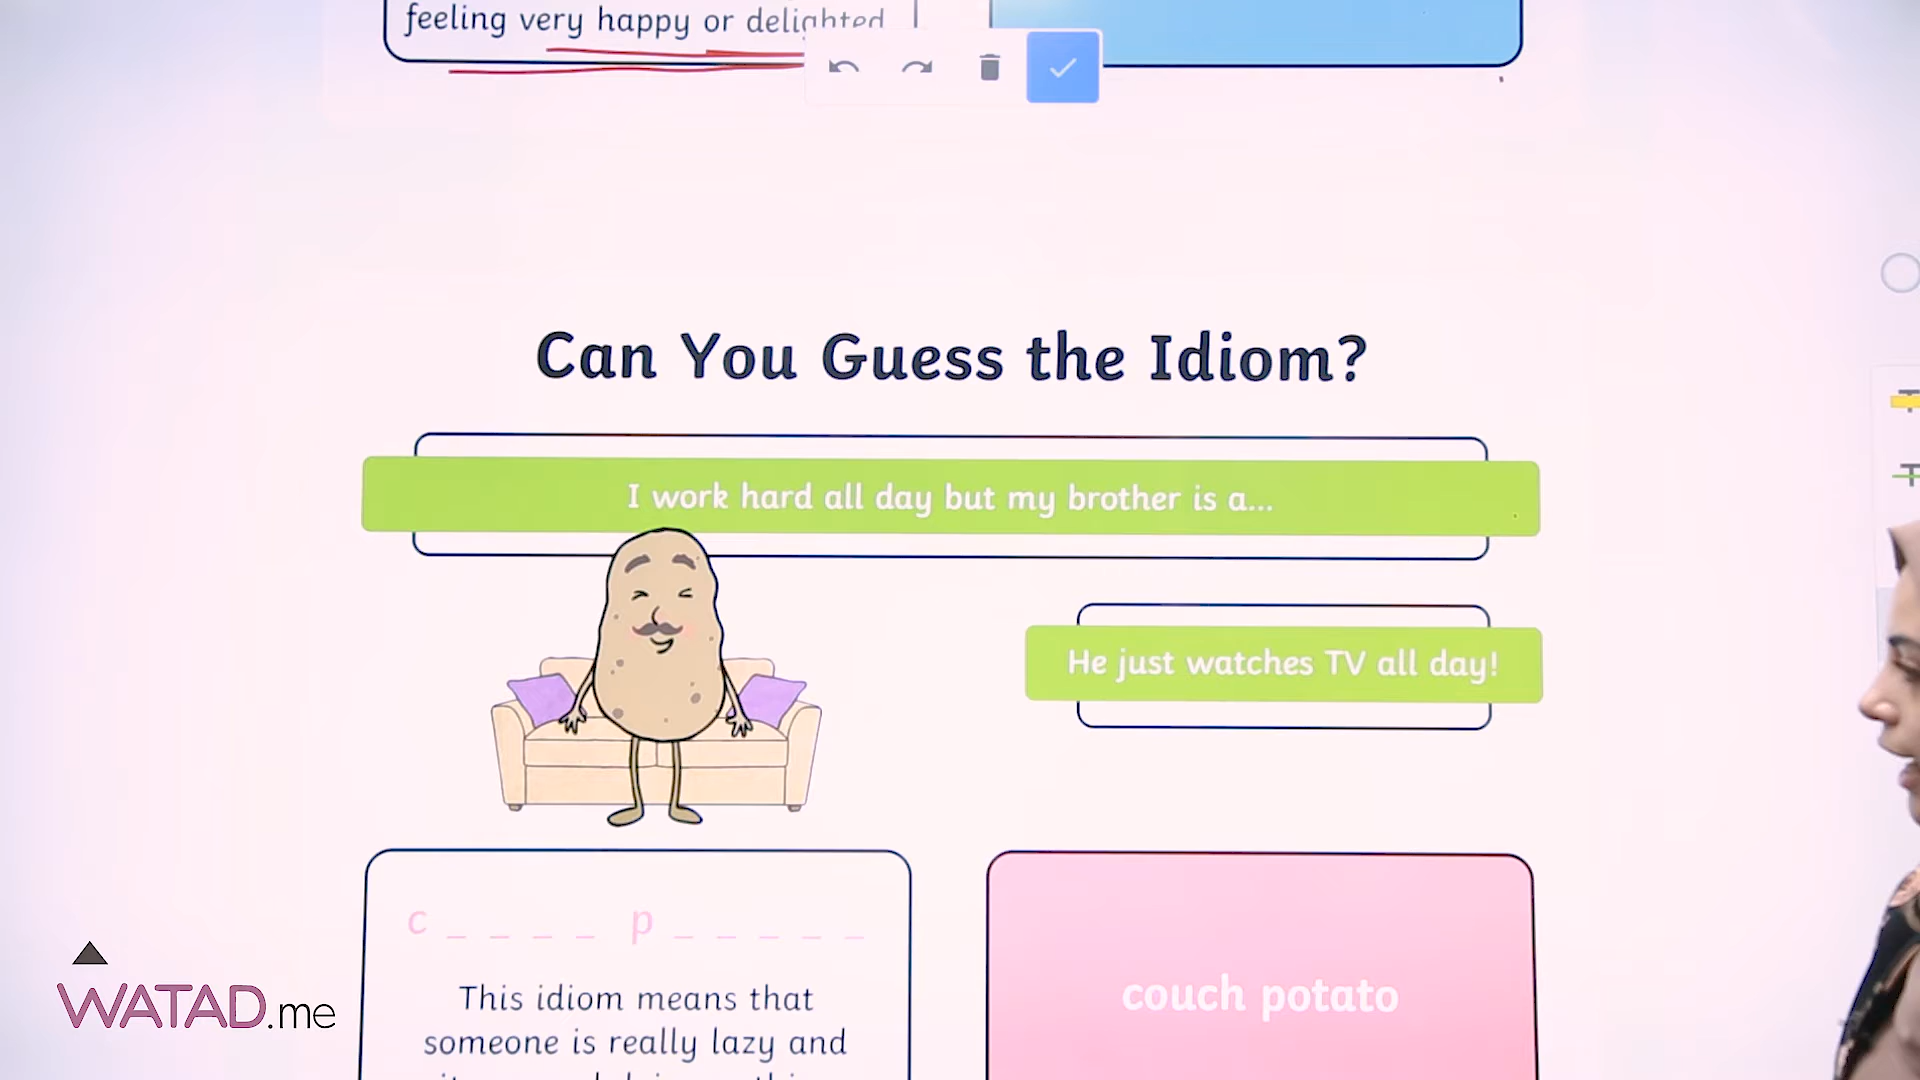 feeling very happy or delighted
Can You Guess the Idiom?
I work hard all day but my brother is a...
He just watches TV all day!
c _ _ _ _ p _ _ _ _ _
This idiom means that
someone is really lazy and
couch potato
WATAD.me